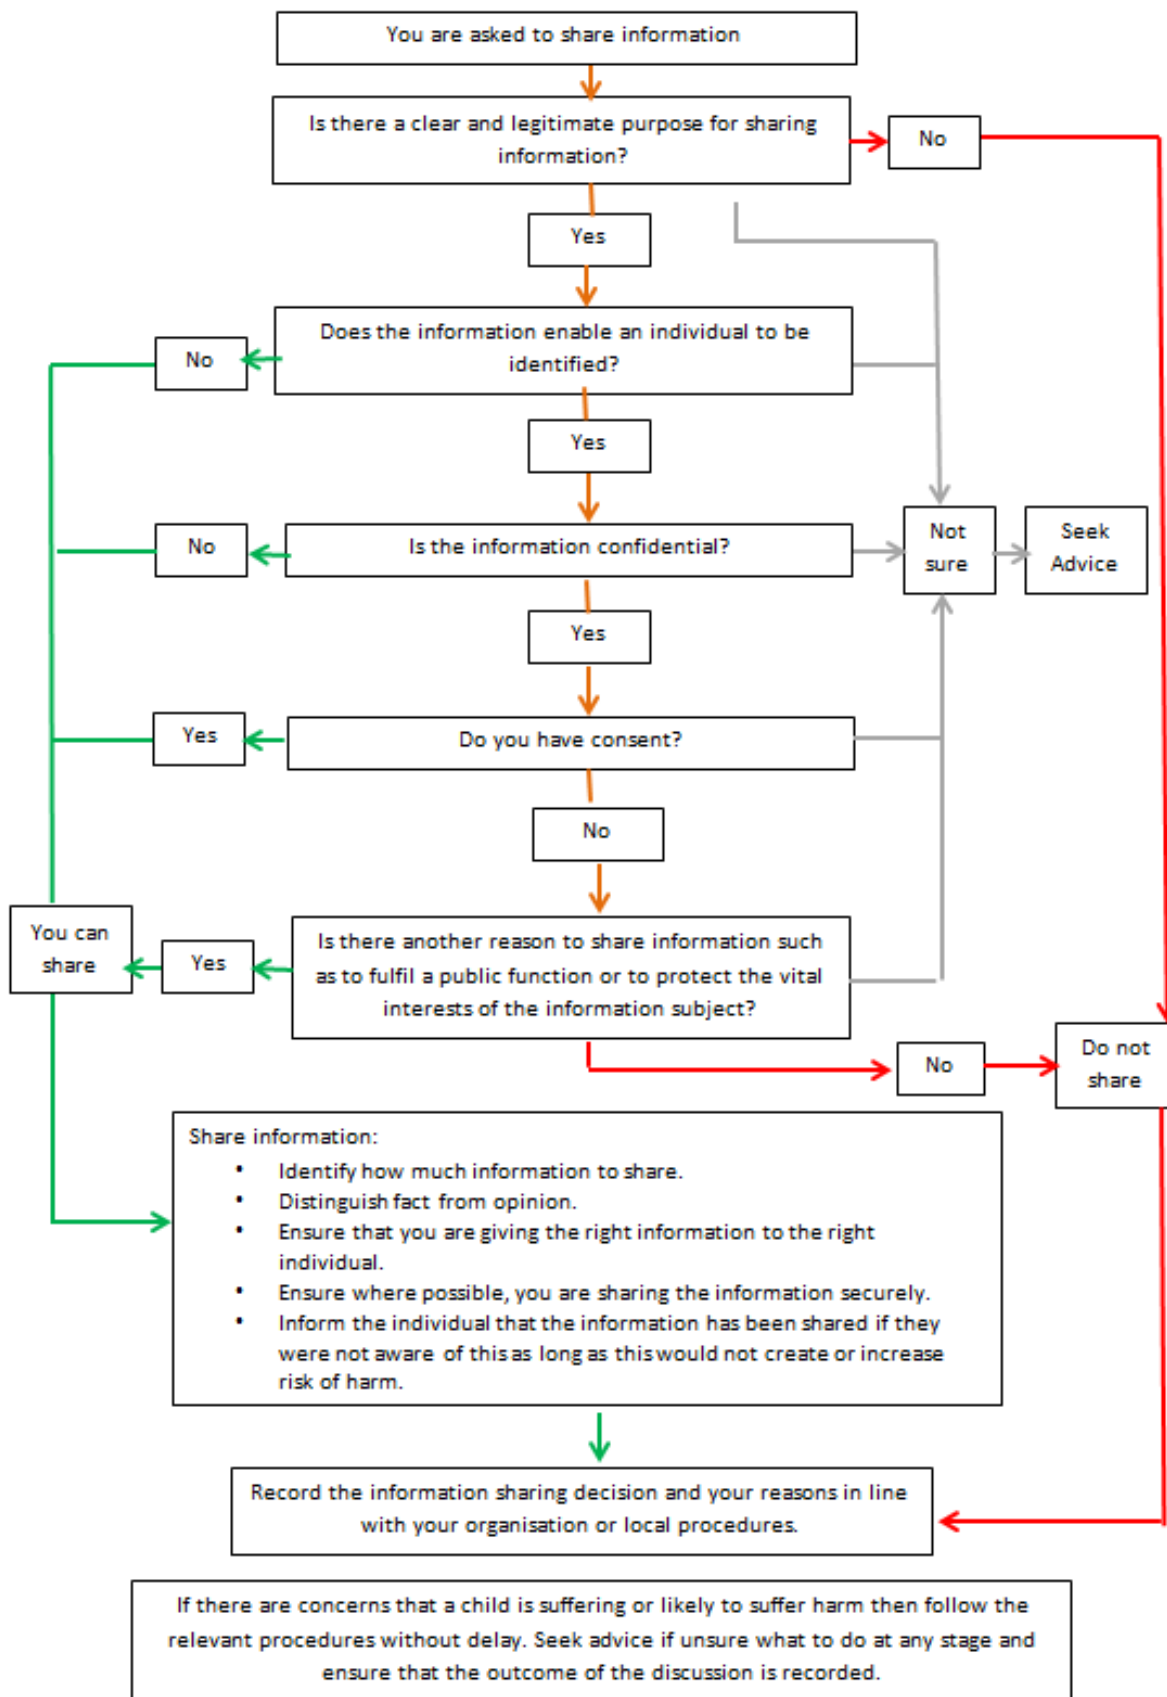 You are asked to share information
Is there a clear and legitimate purpose for sharing
information?
No
Yes
Does the information enable an individual to be
identified?
No
Yes
Is the information confidential?
No
Not
sure
Seek
Advice
Yes
Do you have consent?
Yes
No
Is there another reason to share information such
as to fulfil a public function or to protect the vital
interests of the information subject?
Yes
You can
share
No
Do not
share
Share information:
• Identify how much information to share.
• Distinguish fact from opinion.
• Ensure that you are giving the right information to the right
individual.
• Ensure where possible, you are sharing the information securely.
• Inform the individual that the information has been shared if they
were not aware of this as long as this would not create or increase
risk of harm.
Record the information sharing decision and your reasons in line
with your organisation or local procedures.
If there are concerns that a child is suffering or likely to suffer harm then follow the
relevant procedures without delay. Seek advice if unsure what to do at any stage and
ensure that the outcome of the discussion is recorded.